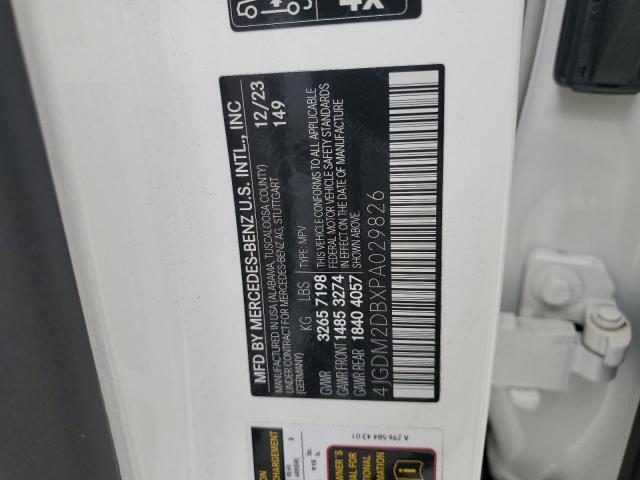 4X
MFD BY MERCEDES-BENZ U.S. INTL., INC
MANUFACTURED IN USA (ALABAMA, TUSCALOOSA COUNTY)
UNDER CONTRACT FOR MERCEDES-BENZ AG, STUTTGART
(GERMANY)
12/23
149
KG LBS TYPE: MPV
GVWR 3265 7198
GAWR FRONT 1485 3274
GAWR REAR 1840 4057
THIS VEHICLE CONFORMS TO ALL APPLICABLE
FEDERAL MOTOR VEHICLE SAFETY STANDARDS
IN EFFECT ON THE DATE OF MANUFACTURE
SHOWN ABOVE.
4JGDM2DBXPA029826
A 296 584 43 01